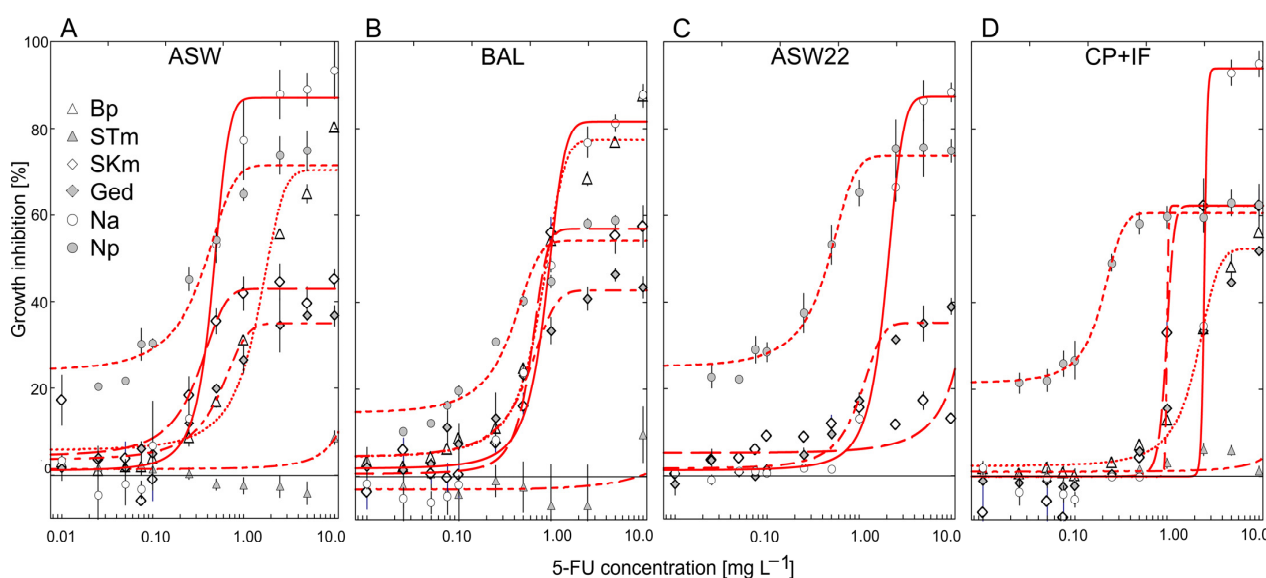 A
B
C
D
ASW
BAL
ASW22
CP+IF
Growth inhibition [%]
100
80
60
40
20
0
Bp
STm
SKm
Ged
Na
Np
0.01 0.10 1.00 10.0
0.10 1.00 10.0
0.10 1.00 10.0
0.10 1.00 10.0
5-FU concentration [mg L⁻¹]